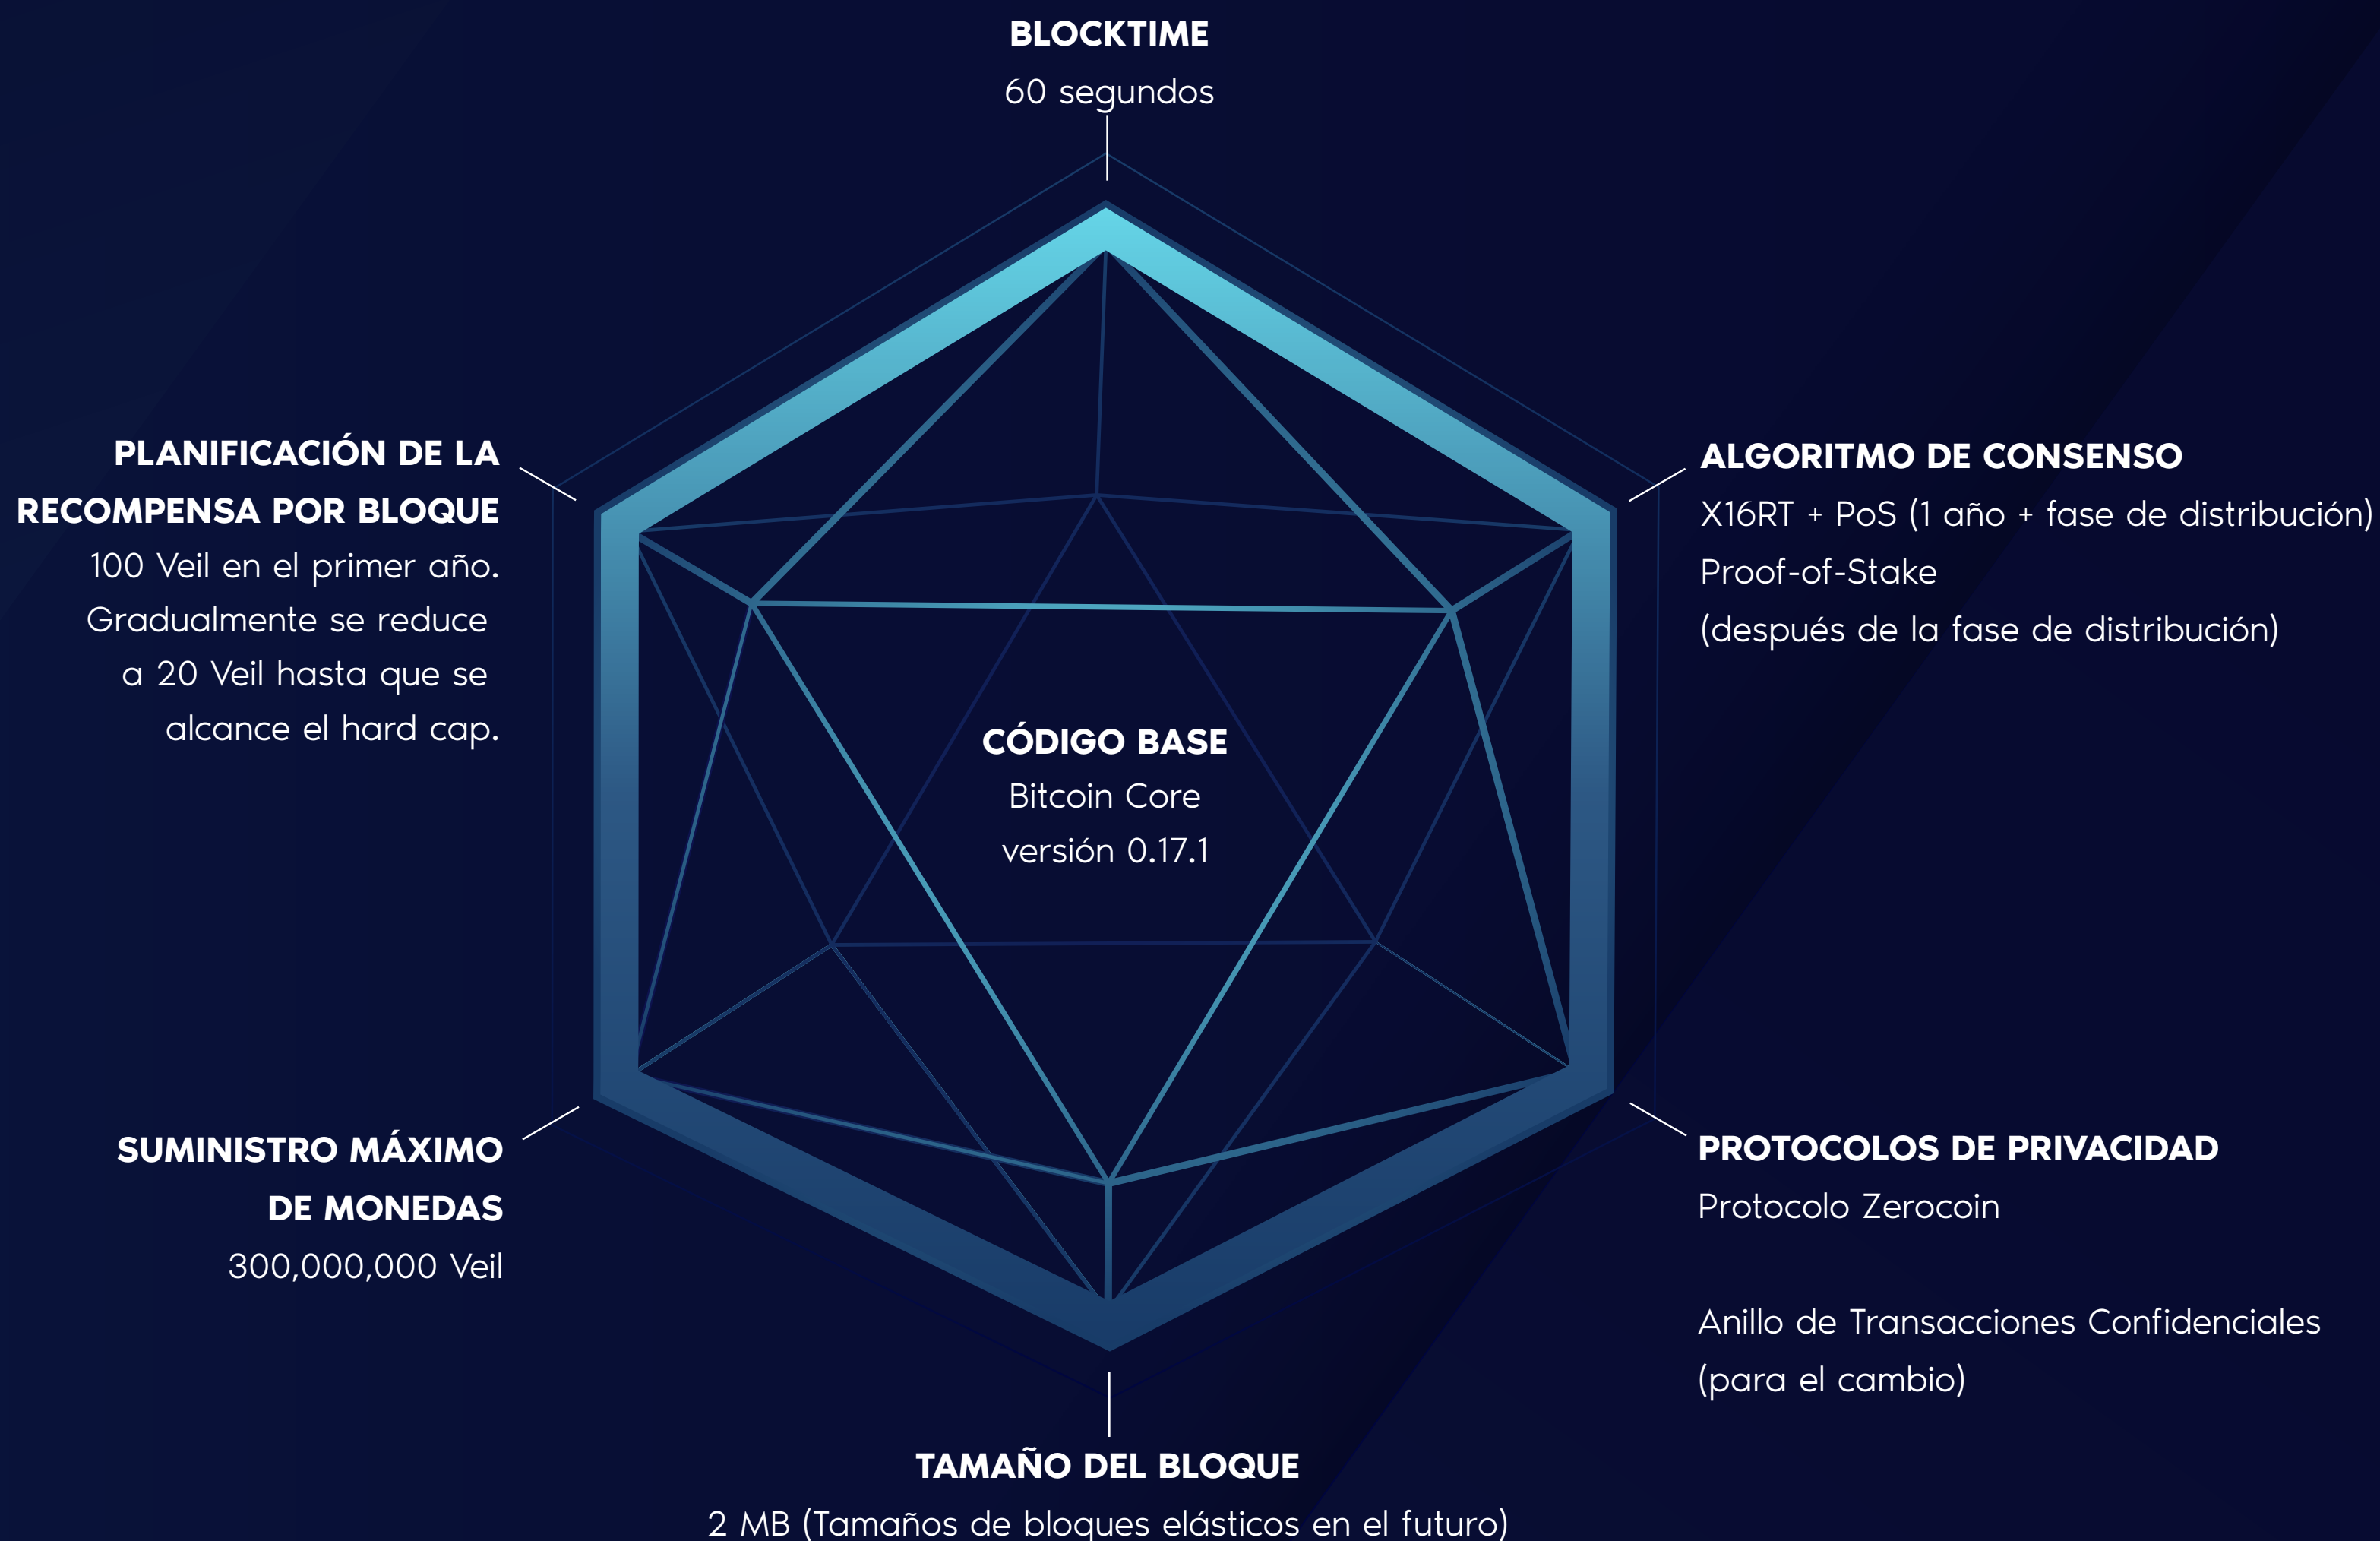 BLOCKTIME
60 segundos
PLANIFICACIÓN DE LA
RECOMPENSA POR BLOQUE
100 Veil en el primer año.
Gradualmente se reduce
a 20 Veil hasta que se
alcance el hard cap.
ALGORITMO DE CONSENSO
X16RT + PoS (1 año + fase de distribución)
Proof-of-Stake
(después de la fase de distribución)
CÓDIGO BASE
Bitcoin Core
versión 0.17.1
SUMINISTRO MÁXIMO
DE MONEDAS
300,000,000 Veil
PROTOCOLOS DE PRIVACIDAD
Protocolo Zerocoin
Anillo de Transacciones Confidenciales
(para el cambio)
TAMAÑO DEL BLOQUE
2 MB (Tamaños de bloques elásticos en el futuro)